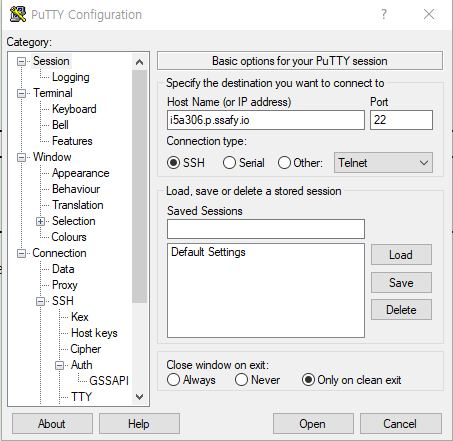 PuTTY Configuration
? ×
Category:
Session
Logging
Terminal
Keyboard
Bell
Features
Window
Appearance
Behaviour
Translation
Selection
Colours
Connection
Data
Proxy
SSH
Kex
Host keys
Cipher
Auth
GSSAPI
TTY
Basic options for your PuTTY session
Specify the destination you want to connect to
Host Name (or IP address) Port
i5a306.p.ssafy.io 22
Connection type:
SSH Serial Other: Telnet
Load, save or delete a stored session
Saved Sessions
Default Settings
Load
Save
Delete
Close window on exit:
Always Never Only on clean exit
About Help Open Cancel